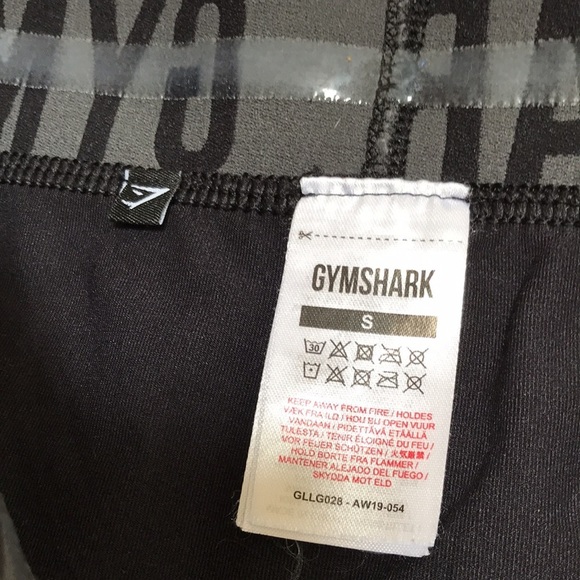 GYMSHARK
S
30
KEEP AWAY FROM FIRE / HOLDES
VÆK FRA ILD / HOU BIJ OPEN VUUR
VANDAAN / PIDETTÄVÄ ETÄÄLLÄ
TULESTA / TENIR ÉLOIGNÉ DU FEU /
VOR FEUER SCHÜTZEN / 火気厳禁 /
HOLD BORTE FRA FLAMMER /
MANTENER ALEJADO DEL FUEGO /
SKYDDA MOT ELD
GLLG028 - AW19-054